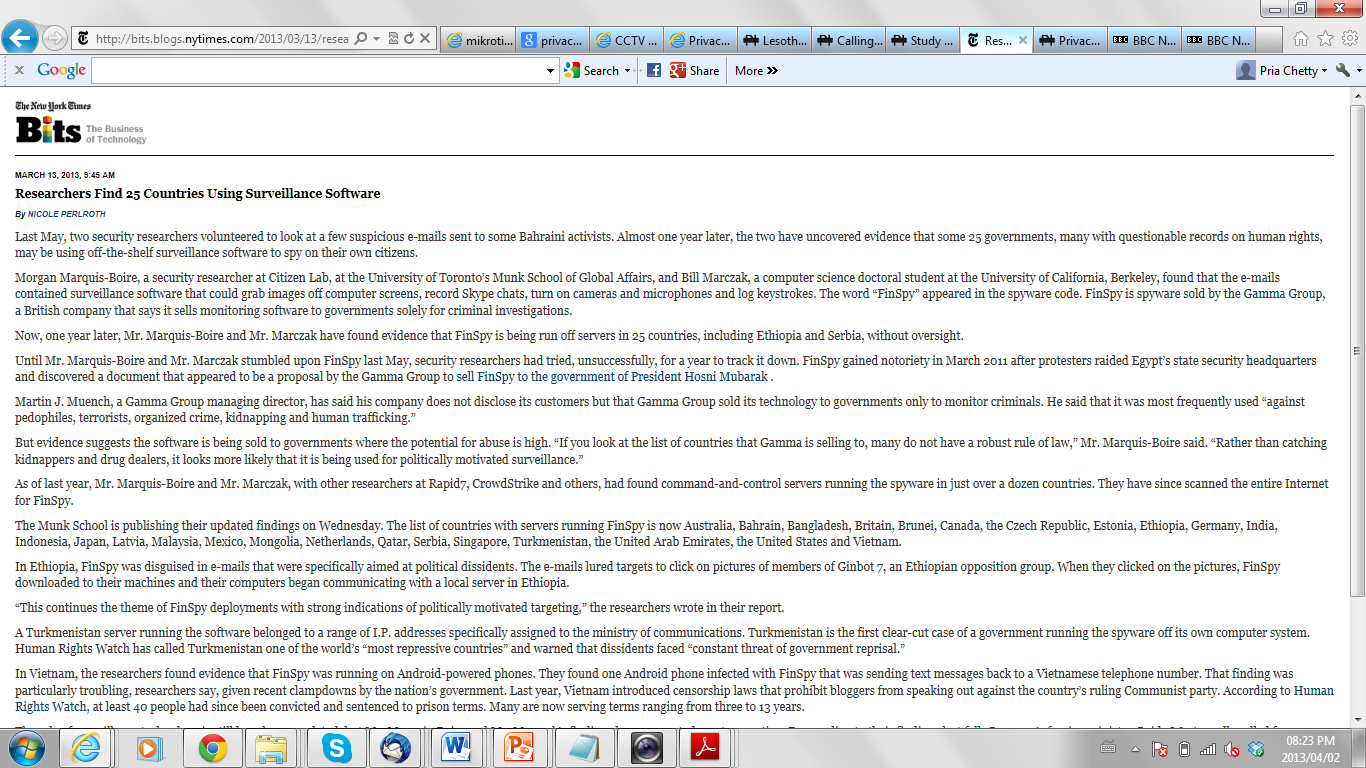 http://bits.blogs.nytimes.com/2013/03/13/resea
mikroti...
privac...
CCTV ...
Privac...
Lesoth...
Calling...
Study ...
Res...
Privac...
BBC N...
BBC N...
x Google Search Share More » Pria Chetty
The New York Times
Bits The Business
of Technology
MARCH 13, 2013, 9:45 AM
Researchers Find 25 Countries Using Surveillance Software
By NICOLE PERLROTH
Last May, two security researchers volunteered to look at a few suspicious e-mails sent to some Bahraini activists. Almost one year later, the two have uncovered evidence that some 25 governments, many with questionable records on human rights,
may be using off-the-shelf surveillance software to spy on their own citizens.
Morgan Marquis-Boire, a security researcher at Citizen Lab, at the University of Toronto's Munk School of Global Affairs, and Bill Marczak, a computer science doctoral student at the University of California, Berkeley, found that the e-mails
contained surveillance software that could grab images off computer screens, record Skype chats, turn on cameras and microphones and log keystrokes. The word “FinSpy” appeared in the spyware code. FinSpy is spyware sold by the Gamma Group,
a British company that says it sells monitoring software to governments solely for criminal investigations.
Now, one year later, Mr. Marquis-Boire and Mr. Marczak have found evidence that FinSpy is being run off servers in 25 countries, including Ethiopia and Serbia, without oversight.
Until Mr. Marquis-Boire and Mr. Marczak stumbled upon FinSpy last May, security researchers had tried, unsuccessfully, for a year to track it down. FinSpy gained notoriety in March 2011 after protesters raided Egypt's state security headquarters
and discovered a document that appeared to be a proposal by the Gamma Group to sell FinSpy to the government of President Hosni Mubarak .
Martin J. Muench, a Gamma Group managing director, has said his company does not disclose its customers but that Gamma Group sold its technology to governments only to monitor criminals. He said that it was most frequently used “against
pedophiles, terrorists, organized crime, kidnapping and human trafficking.”
But evidence suggests the software is being sold to governments where the potential for abuse is high. “If you look at the list of countries that Gamma is selling to, many do not have a robust rule of law,” Mr. Marquis-Boire said. “Rather than catching
kidnappers and drug dealers, it looks more likely that it is being used for politically motivated surveillance.”
As of last year, Mr. Marquis-Boire and Mr. Marczak, with other researchers at Rapid7, CrowdStrike and others, had found command-and-control servers running the spyware in just over a dozen countries. They have since scanned the entire Internet
for FinSpy.
The Munk School is publishing their updated findings on Wednesday. The list of countries with servers running FinSpy is now Australia, Bahrain, Bangladesh, Britain, Brunei, Canada, the Czech Republic, Estonia, Ethiopia, Germany, India,
Indonesia, Japan, Latvia, Malaysia, Mexico, Mongolia, Netherlands, Qatar, Serbia, Singapore, Turkmenistan, the United Arab Emirates, the United States and Vietnam.
In Ethiopia, FinSpy was disguised in e-mails that were specifically aimed at political dissidents. The e-mails lured targets to click on pictures of members of Ginbot 7, an Ethiopian opposition group. When they clicked on the pictures, FinSpy
downloaded to their machines and their computers began communicating with a local server in Ethiopia.
“This continues the theme of FinSpy deployments with strong indications of politically motivated targeting,” the researchers wrote in their report.
A Turkmenistan server running the software belonged to a range of I.P. addresses specifically assigned to the ministry of communications. Turkmenistan is the first clear-cut case of a government running the spyware off its own computer system.
Human Rights Watch has called Turkmenistan one of the world's “most repressive countries” and warned that dissidents faced “constant threat of government reprisal.”
In Vietnam, the researchers found evidence that FinSpy was running on Android-powered phones. They found one Android phone infected with FinSpy that was sending text messages back to a Vietnamese telephone number. That finding was
particularly troubling, researchers say, given recent clampdowns by the nation's government. Last year, Vietnam introduced censorship laws that prohibit bloggers from speaking out against the country's ruling Communist party. According to Human
Rights Watch, at least 40 people had since been convicted and sentenced to prison terms. Many are now serving terms ranging from three to 13 years.
08:23 PM
2013/04/02